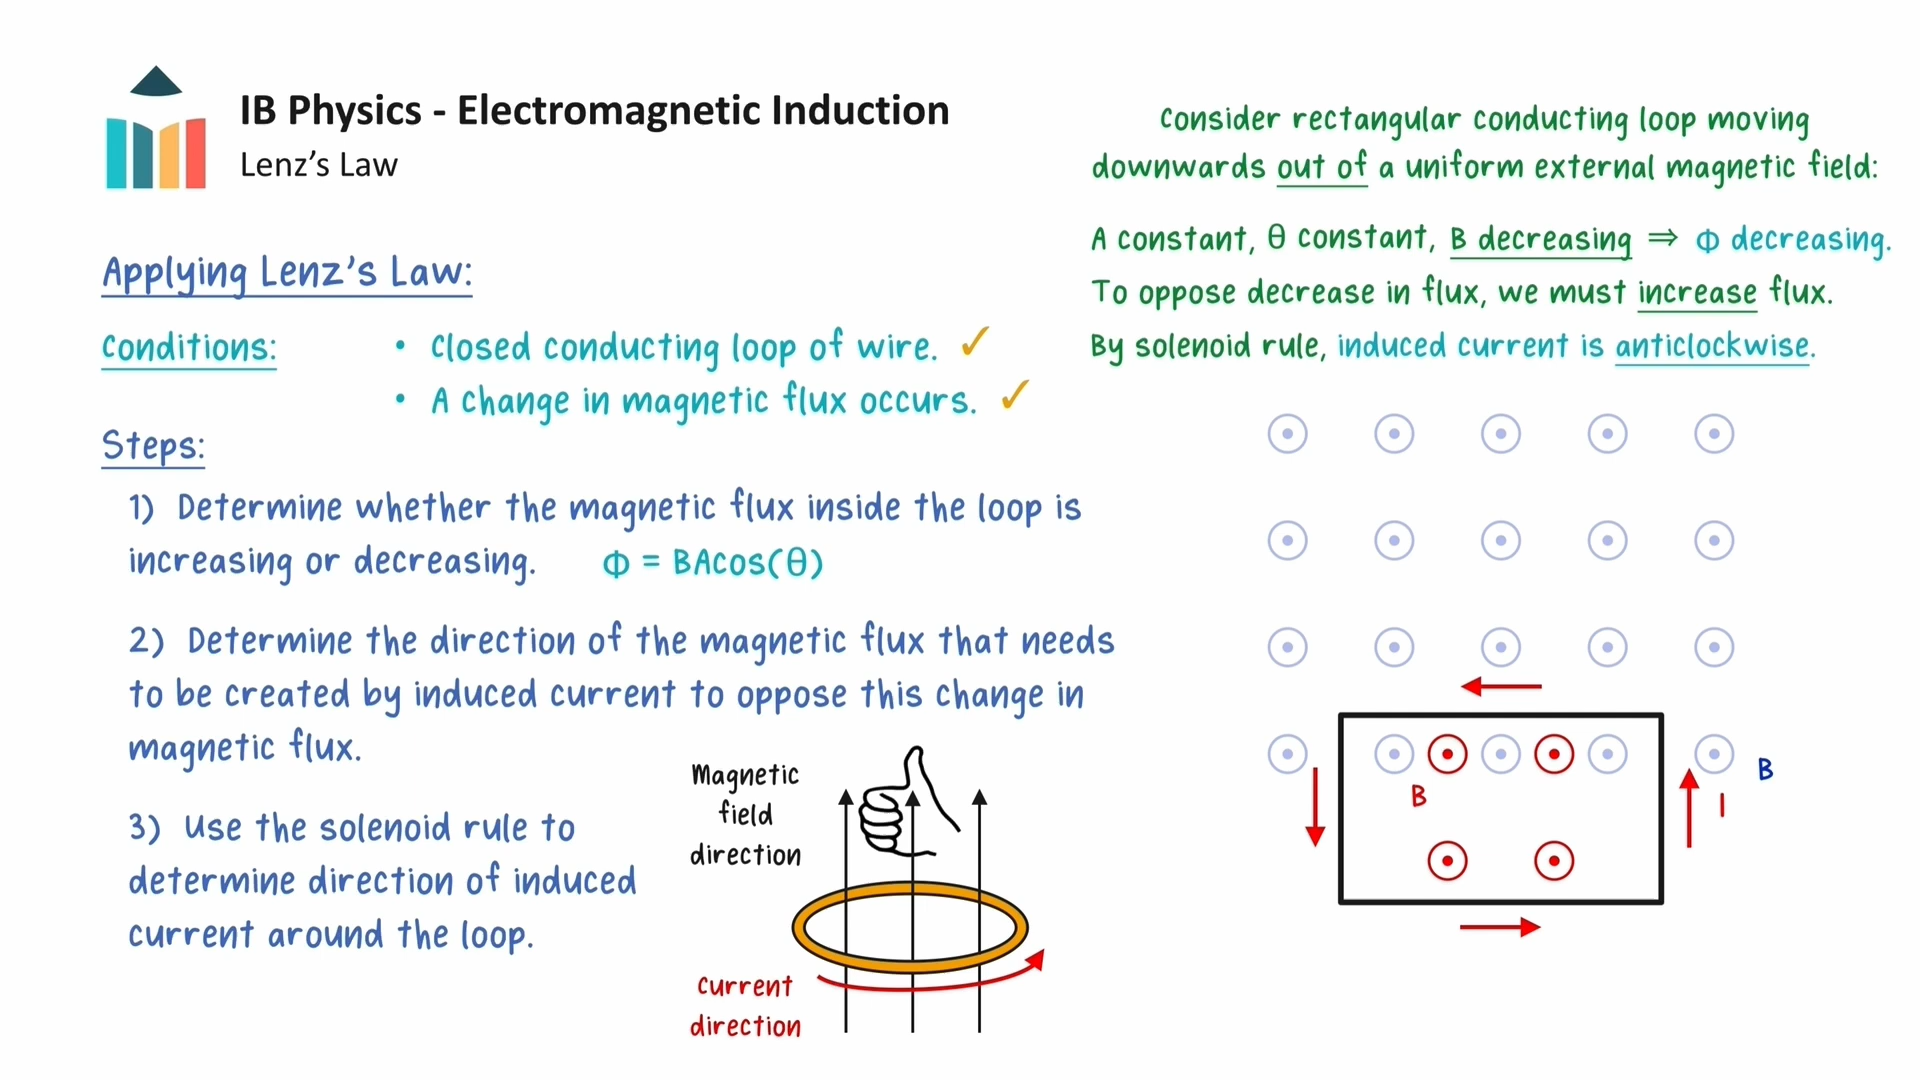 IB Physics - Electromagnetic Induction
Lenz's Law
Applying Lenz's Law:
Conditions:
• Closed conducting loop of wire. ✓
• A change in magnetic flux occurs. ✓
Steps:
1) Determine whether the magnetic flux inside the loop is
increasing or decreasing. Φ = BAcos(θ)
2) Determine the direction of the magnetic flux that needs
to be created by induced current to oppose this change in
magnetic flux.
3) Use the solenoid rule to
determine direction of induced
current around the loop.
Magnetic
field
direction
Current
direction
Consider rectangular conducting loop moving
downwards out of a uniform external magnetic field:
A constant, θ constant, B decreasing ⇒ Φ decreasing.
To oppose decrease in flux, we must increase flux.
By solenoid rule, induced current is anticlockwise.
B
B
I